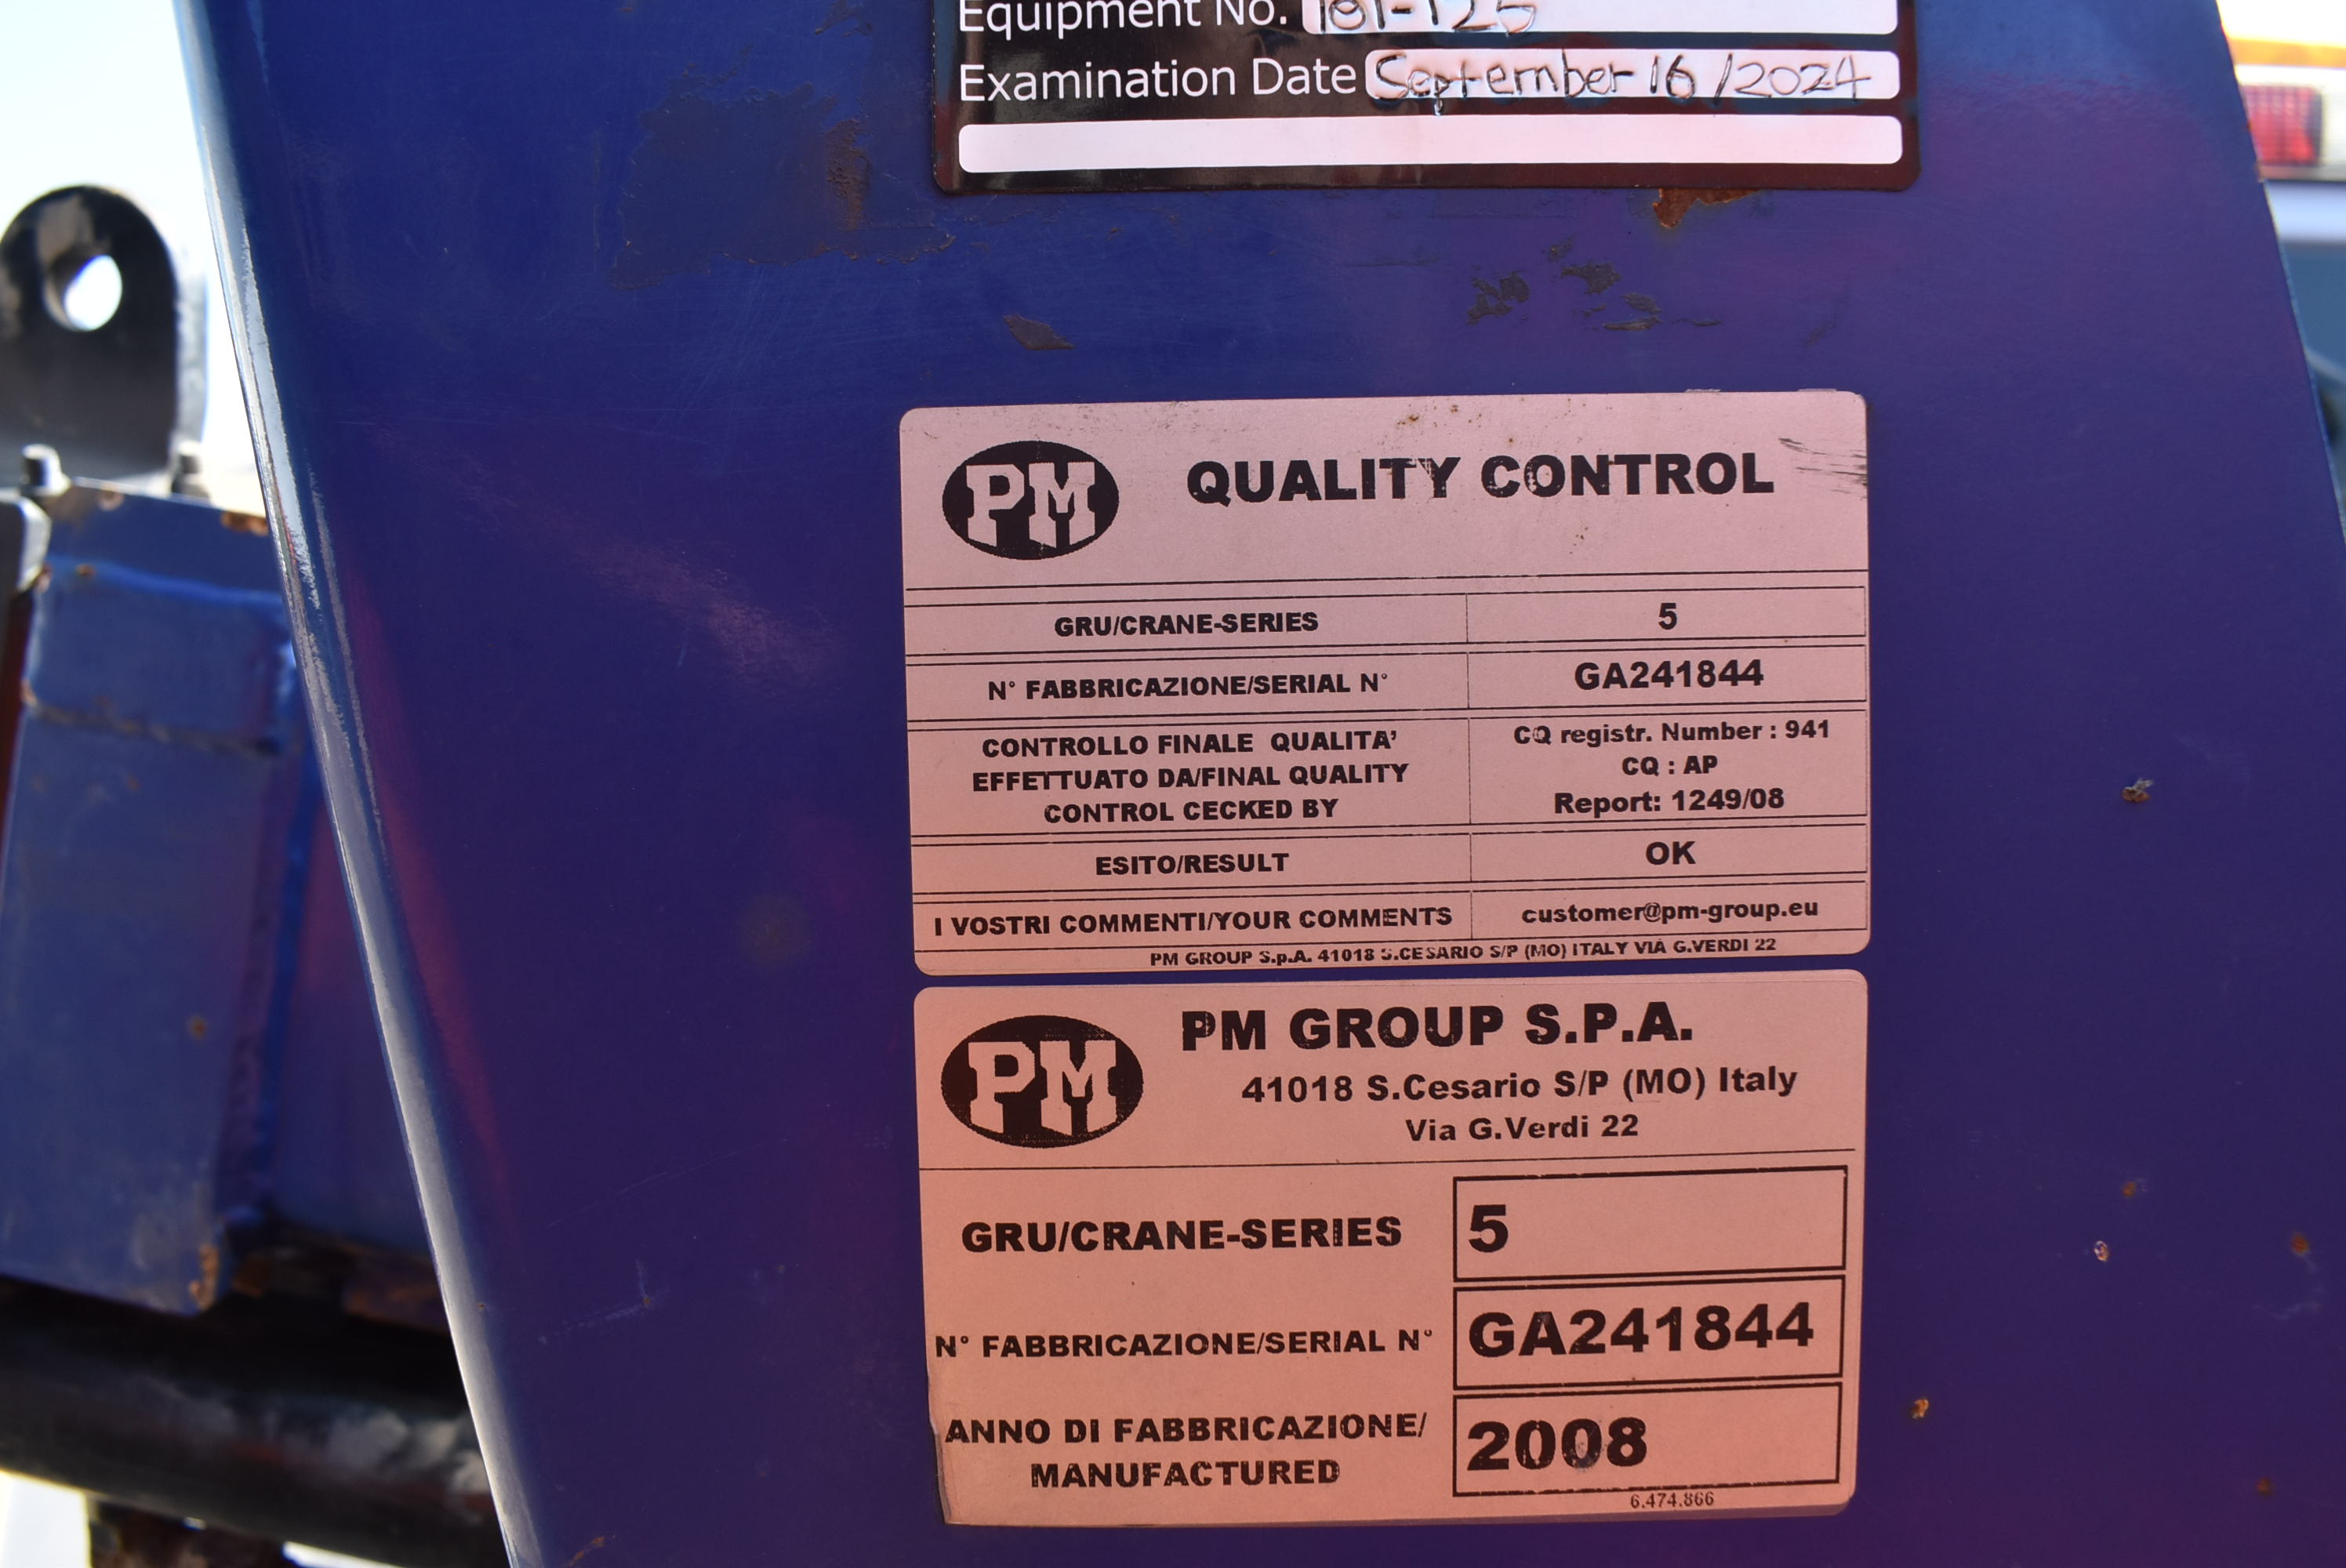 Equipment No. 181-125
Examination Date September 16/2024
PM
QUALITY CONTROL
GRU/CRANE-SERIES 5
N° FABBRICAZIONE/SERIAL N° GA241844
CONTROLLO FINALE QUALITA'
EFFETTUATO DA/FINAL QUALITY
CONTROL CECKED BY
CQ registr. Number : 941
CQ : AP
Report: 1249/08
ESITO/RESULT OK
I VOSTRI COMMENTI/YOUR COMMENTS customer@pm-group.eu
PM GROUP S.p.A. 41018 S.CESARIO S/P (MO) ITALY VIA G.VERDI 22
PM
PM GROUP S.P.A.
41018 S.Cesario S/P (MO) Italy
Via G.Verdi 22
GRU/CRANE-SERIES 5
N° FABBRICAZIONE/SERIAL N° GA241844
ANNO DI FABBRICAZIONE/
MANUFACTURED
2008
6.474.866